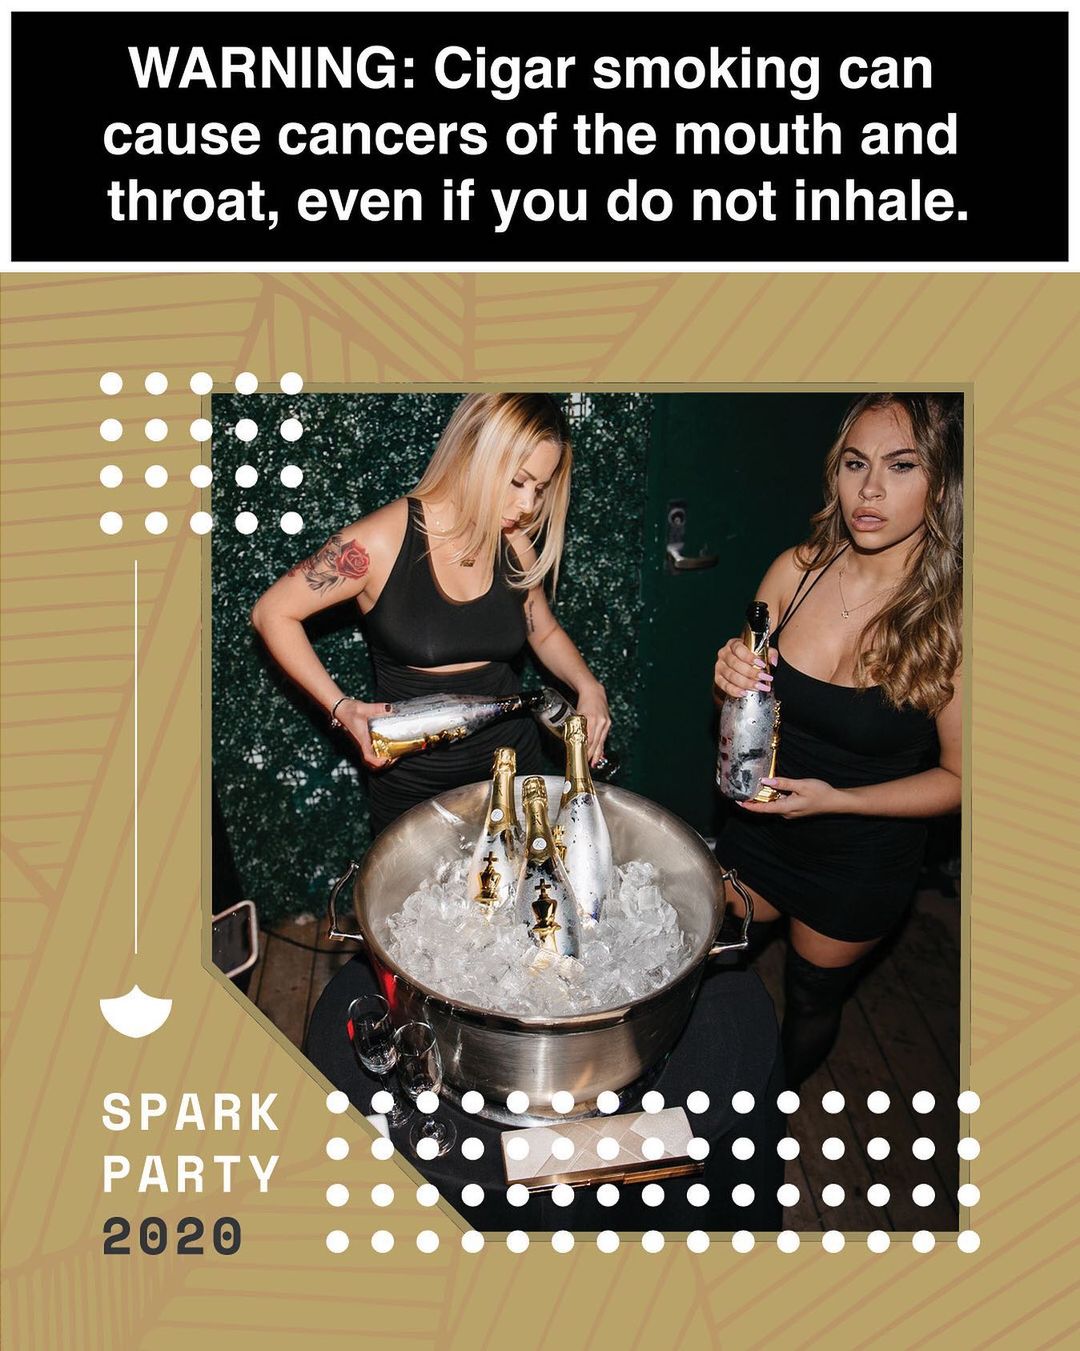 WARNING: Cigar smoking can
cause cancers of the mouth and
throat, even if you do not inhale.
SPARK
PARTY
2020